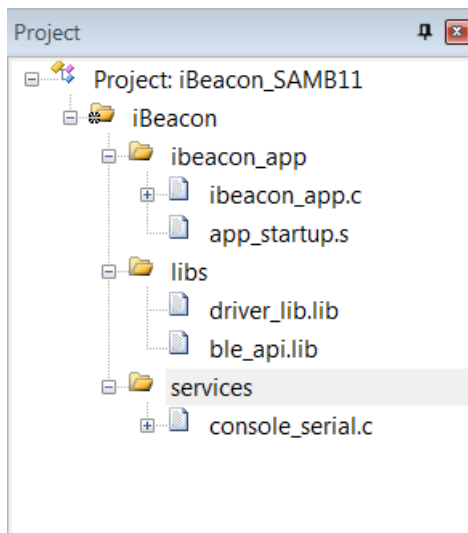 Project
Project: iBeacon_SAMB11
iBeacon
ibeacon_app
ibeacon_app.c
app_startup.s
libs
driver_lib.lib
ble_api.lib
services
console_serial.c